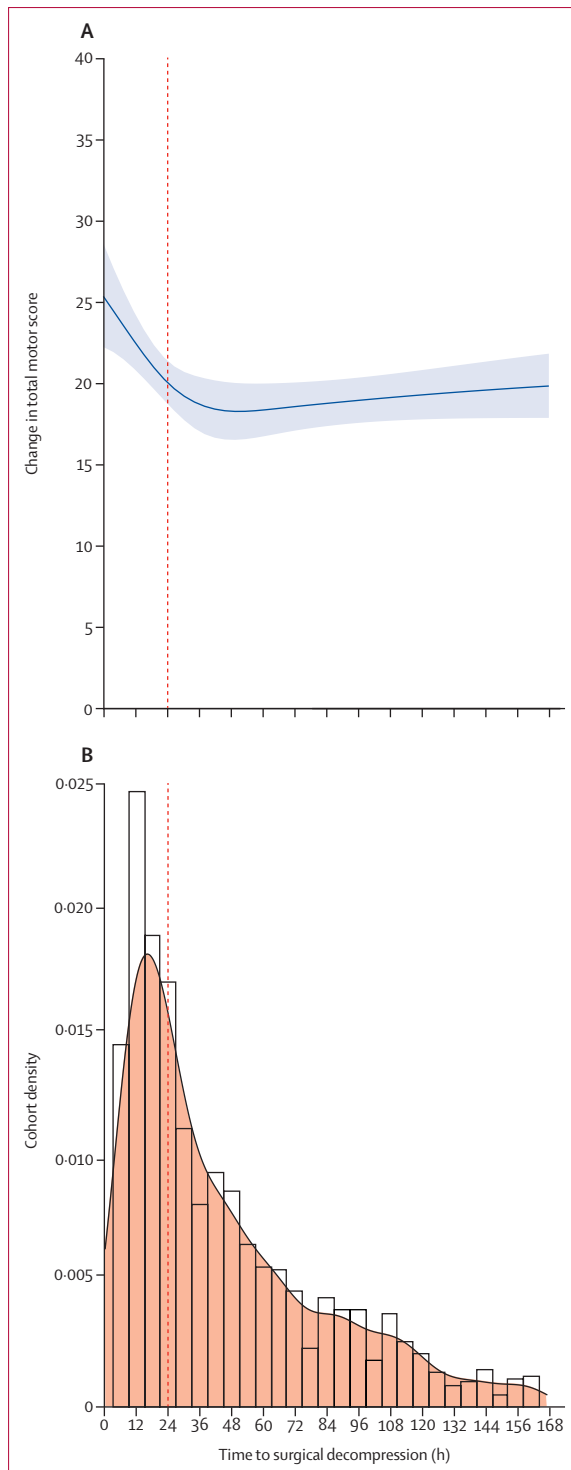 A
40
35
30
25
20
15
10
5
0
Change in total motor score
B
0·025
0·020
0·015
0·010
0·005
0
Cohort density
0 12 24 36 48 60 72 84 96 108 120 132 144 156 168
Time to surgical decompression (h)